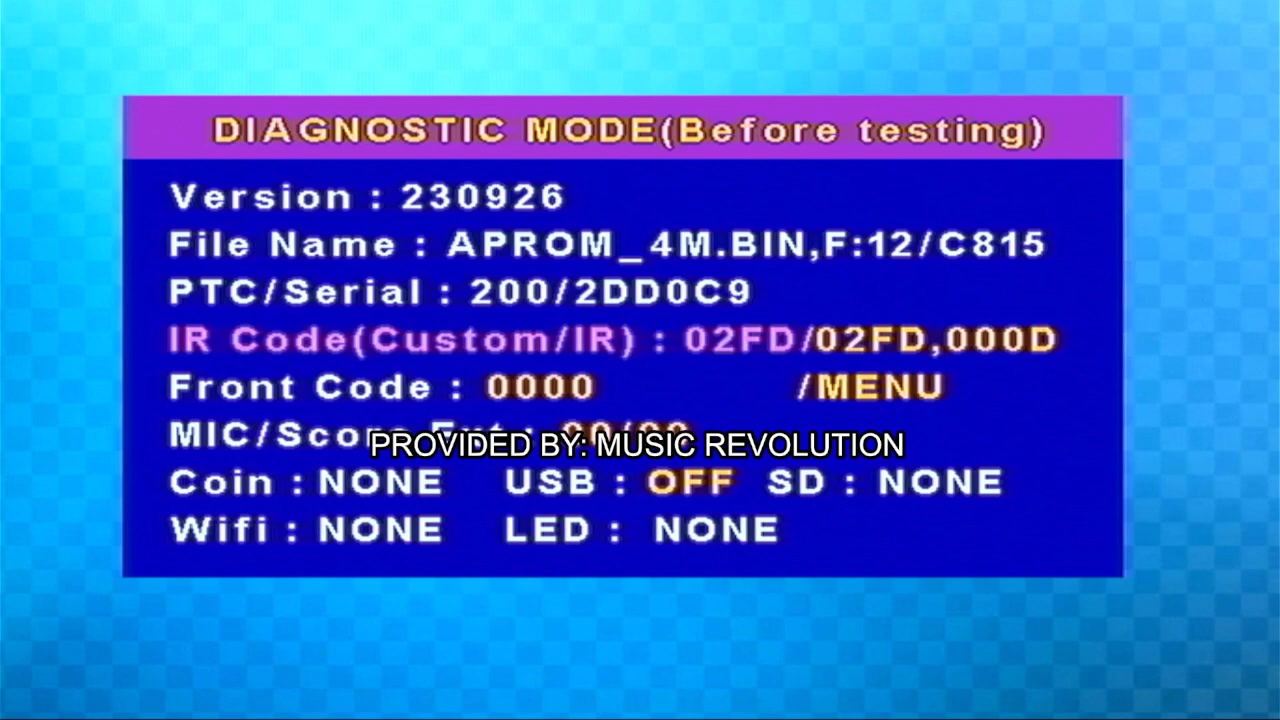 DIAGNOSTIC MODE(Before testing)
Version : 230926
File Name : APROM_4M.BIN,F:12/C815
PTC/Serial : 200/2DD0C9
IR Code(Custom/IR) : 02FD/02FD,000D
Front Code : 0000 /MENU
MIC/Score
PROVIDED BY: MUSIC REVOLUTION
Coin : NONE USB : OFF SD : NONE
Wifi : NONE LED : NONE